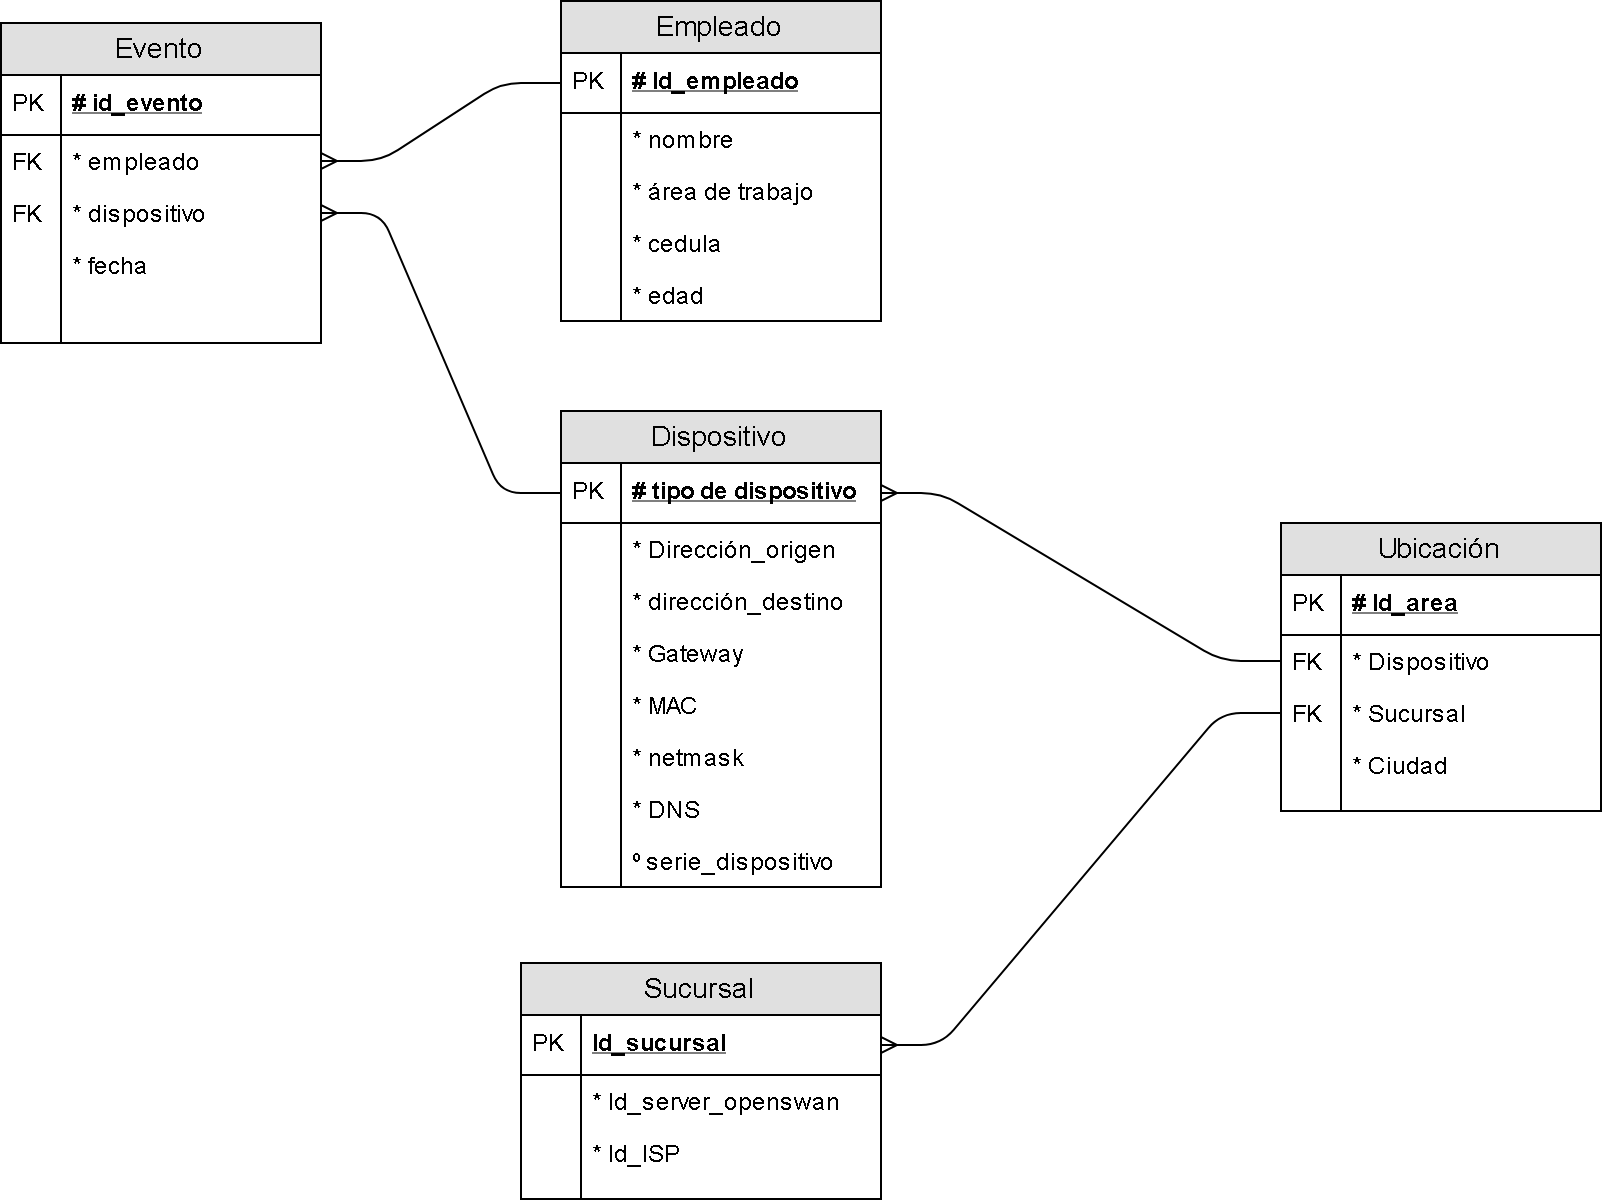 Evento
PK # id_evento
FK * empleado
FK * dispositivo
* fecha
Empleado
PK # Id_empleado
* nombre
* área de trabajo
* cedula
* edad
Dispositivo
PK # tipo de dispositivo
* Dirección_origen
* dirección_destino
* Gateway
* MAC
* netmask
* DNS
º serie_dispositivo
Ubicación
PK # Id_area
FK * Dispositivo
FK * Sucursal
* Ciudad
Sucursal
PK Id_sucursal
* Id_server_openswan
* Id_ISP